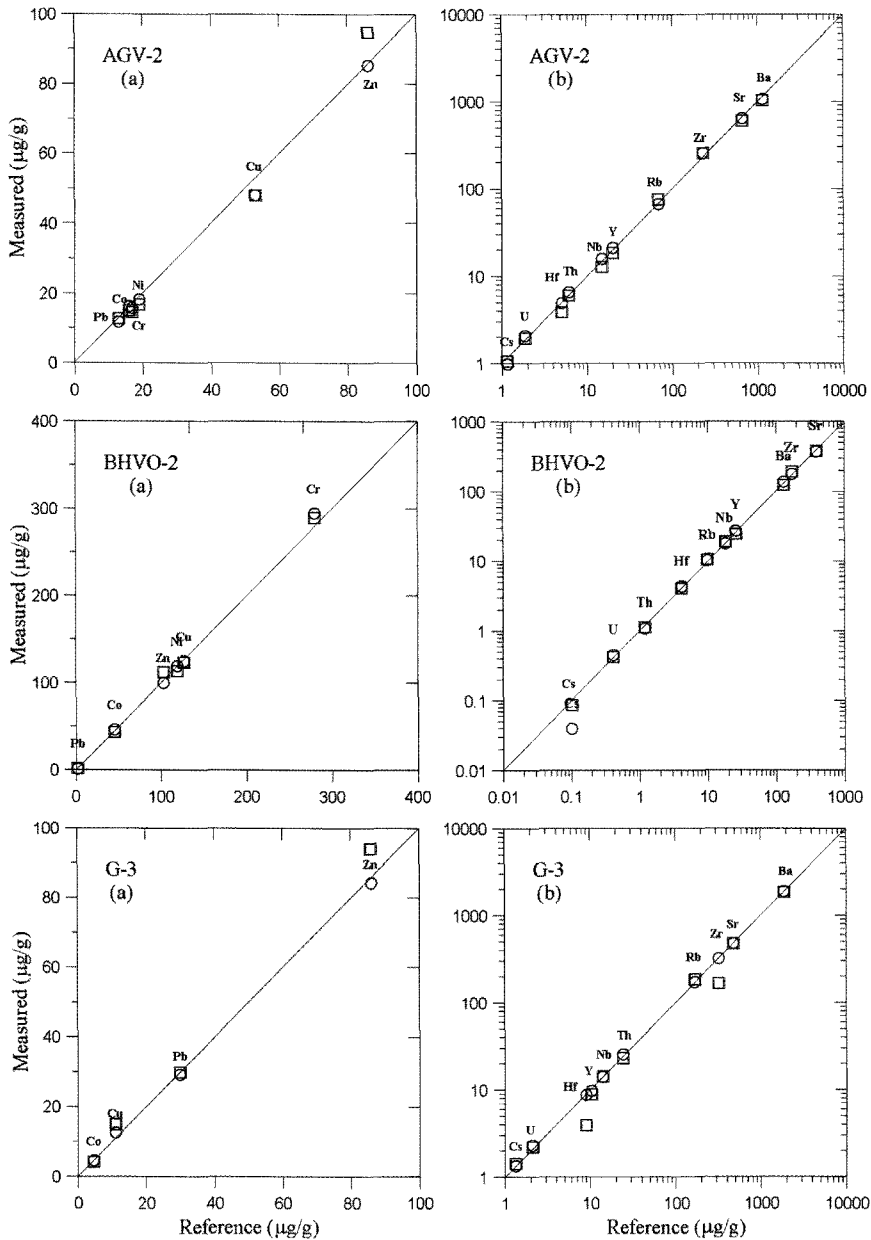 100
80
60
40
20
0
Measured (µg/g)
AGV-2
(a)
Zn
Cu
Ni
Co
Pb
Cr
0 20 40 60 80 100
10000
1000
100
10
1
AGV-2
(b)
Ba
Sr
Zr
Rb
Y
Nb
Th
Hf
U
Cs
1 10 100 1000 10000
400
300
200
100
0
Measured (µg/g)
BHVO-2
(a)
Cr
Cu
Ni
Zn
Co
Pb
0 100 200 300 400
1000
100
10
1
0.1
0.01
BHVO-2
(b)
Sr
Zr
Ba
Y
Nb
Rb
Hf
Th
U
Cs
Cs
0.01 0.1 1 10 100 1000
100
80
60
40
20
0
Measured (µg/g)
G-3
(a)
Zn
Pb
Cu
Co
0 20 40 60 80 100
Reference (µg/g)
10000
1000
100
10
1
G-3
(b)
Ba
Sr
Zr
Rb
Th
Nb
Y
Hf
U
Cs
1 10 100 1000 10000
Reference (µg/g)